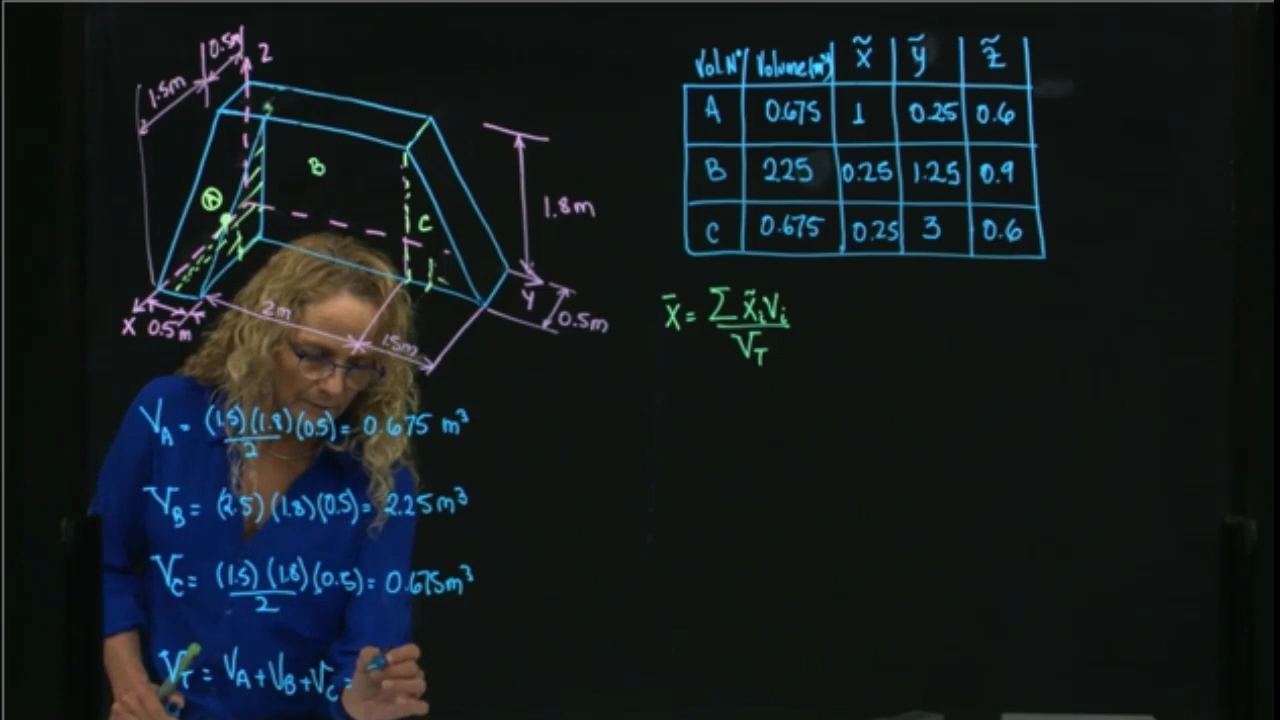 0.5m
Z
1.5m
A
B
C
1.8m
Y
0.5m
X 0.5m
2m
1.5m
V_A = (1.5)(1.8)/2 (0.5) = 0.675 m³
V_B = (2.5)(1.8)(0.5) = 2.25 m³
V_C = (1.5)(1.8)/2 (0.5) = 0.675 m³
V_T = V_A + V_B + V_C =
Vol. Nº Volume (m³) x̃ ỹ z̃
A 0.675 1 0.25 0.6
B 2.25 0.25 1.25 0.9
C 0.675 0.25 3 0.6
x̄ = Σ x̃ᵢVᵢ / V_T